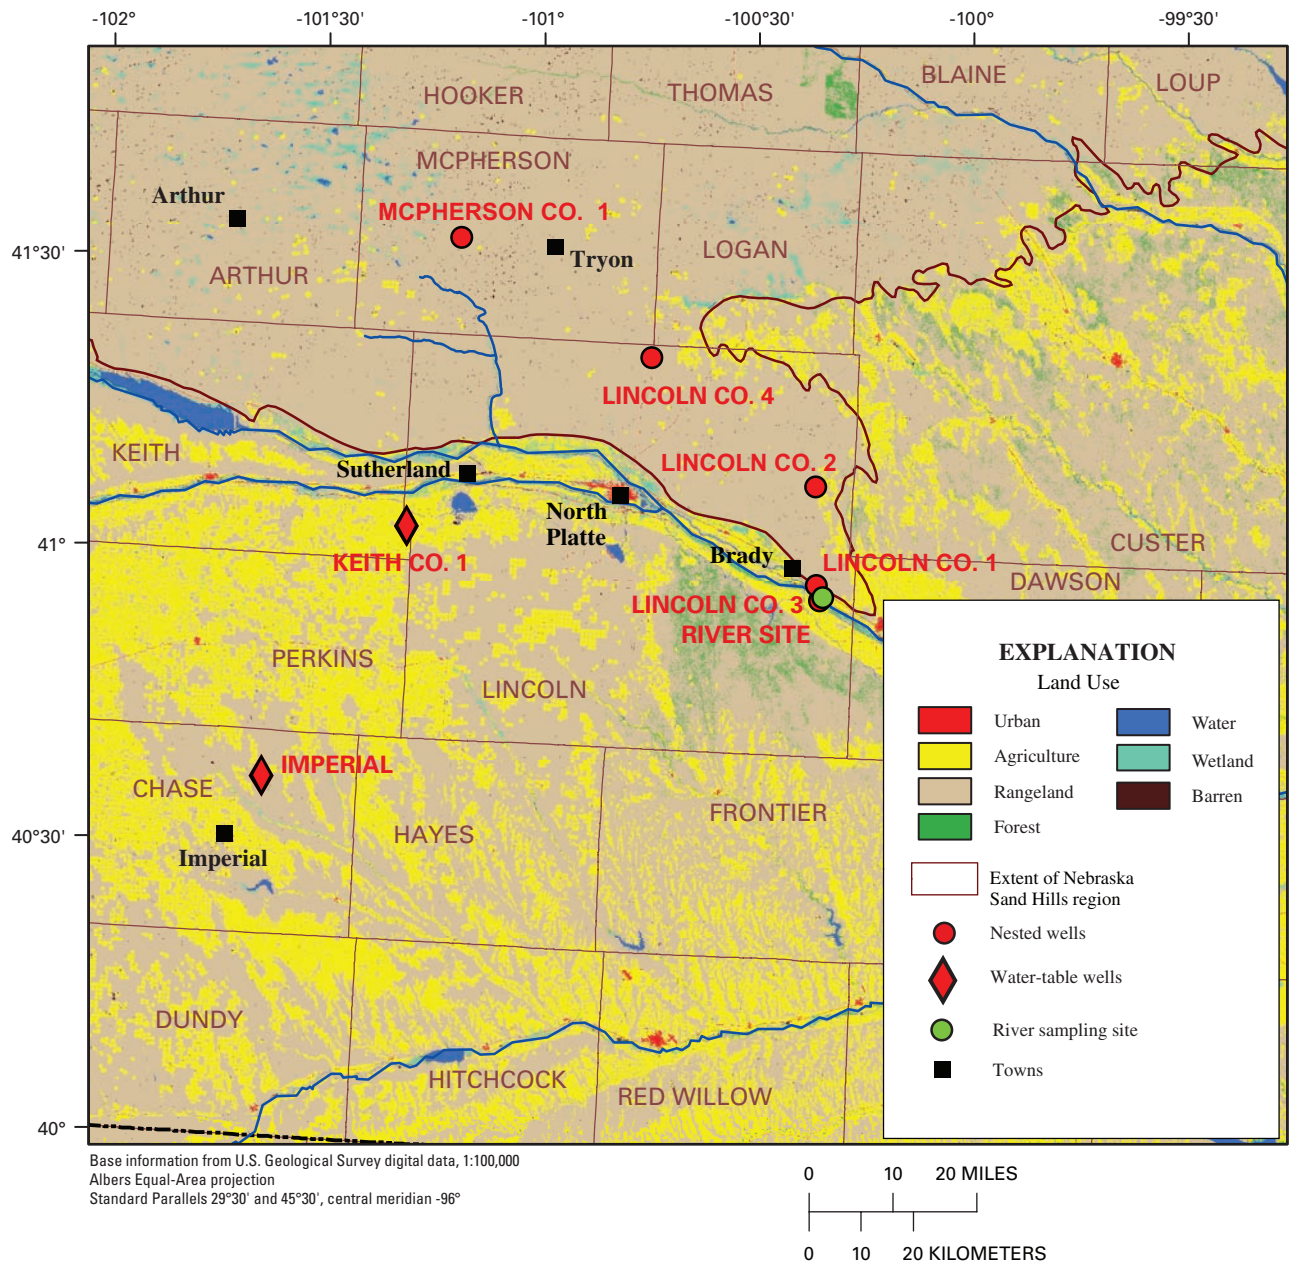 -102° -101°30' -101° -100°30' -100° -99°30'
BLAINE
LOUP
HOOKER
THOMAS
MCPHERSON
Arthur
MCPHERSON CO. 1
41°30'
Tryon
LOGAN
ARTHUR
LINCOLN CO. 4
KEITH
Sutherland
LINCOLN CO. 2
North
Platte
41°
CUSTER
KEITH CO. 1
Brady
LINCOLN CO. 1
DAWSON
LINCOLN CO. 3
RIVER SITE
PERKINS
LINCOLN
IMPERIAL
CHASE
FRONTIER
40°30'
HAYES
Imperial
DUNDY
HITCHCOCK
RED WILLOW
40°
EXPLANATION
Land Use
Urban
Water
Agriculture
Wetland
Rangeland
Barren
Forest
Extent of Nebraska
Sand Hills region
Nested wells
Water-table wells
River sampling site
Towns
Base information from U.S. Geological Survey digital data, 1:100,000
Albers Equal-Area projection
Standard Parallels 29°30' and 45°30', central meridian -96°
0 10 20 MILES
0 10 20 KILOMETERS